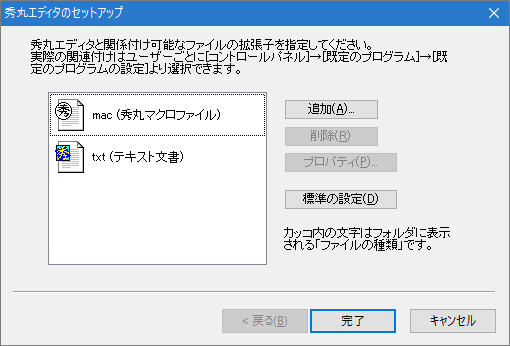 秀丸エディタのセットアップ
秀丸エディタと関係付け可能なファイルの拡張子を指定してください。
実際の関連付けはユーザーごとに[コントロールパネル]→[既定のプログラム]→[既
定のプログラムの設定]より選択できます。
秀 mac (秀丸マクロファイル)
秀 txt (テキスト文書)
追加(A)...
削除(R)
プロパティ(P)...
標準の設定(D)
カッコ内の文字はフォルダに表示
される「ファイルの種類」です。
< 戻る(B)
完了
キャンセル